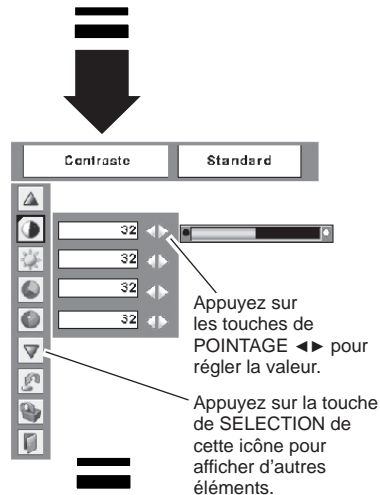 Contraste Standard
32
32
32
32
Appuyez sur
les touches de
POINTAGE ◄► pour
régler la valeur.
Appuyez sur la touche
de SELECTION de
cette icône pour
afficher d'autres
éléments.